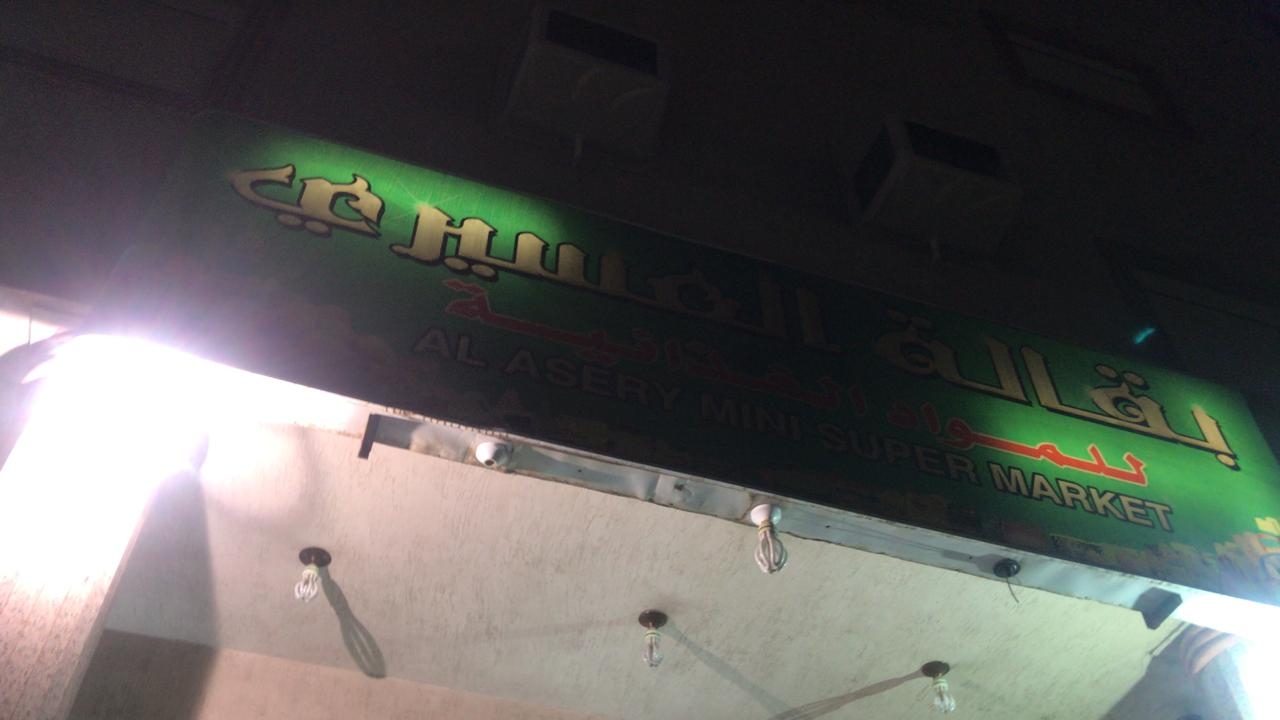 بقالة العسيري
للمواد الغذائية
AL ASERY MINI SUPER MARKET